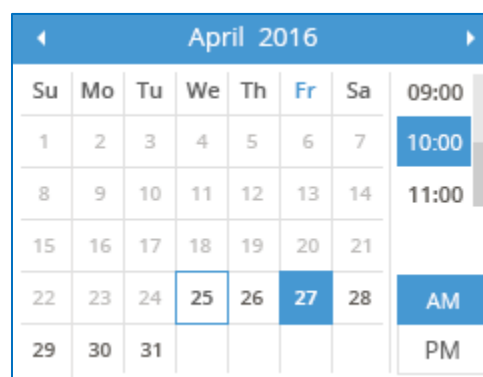 April 2016
Su Mo Tu We Th Fr Sa 09:00
1 2 3 4 5 6 7 10:00
8 9 10 11 12 13 14 11:00
15 16 17 18 19 20 21
22 23 24 25 26 27 28 AM
29 30 31 PM